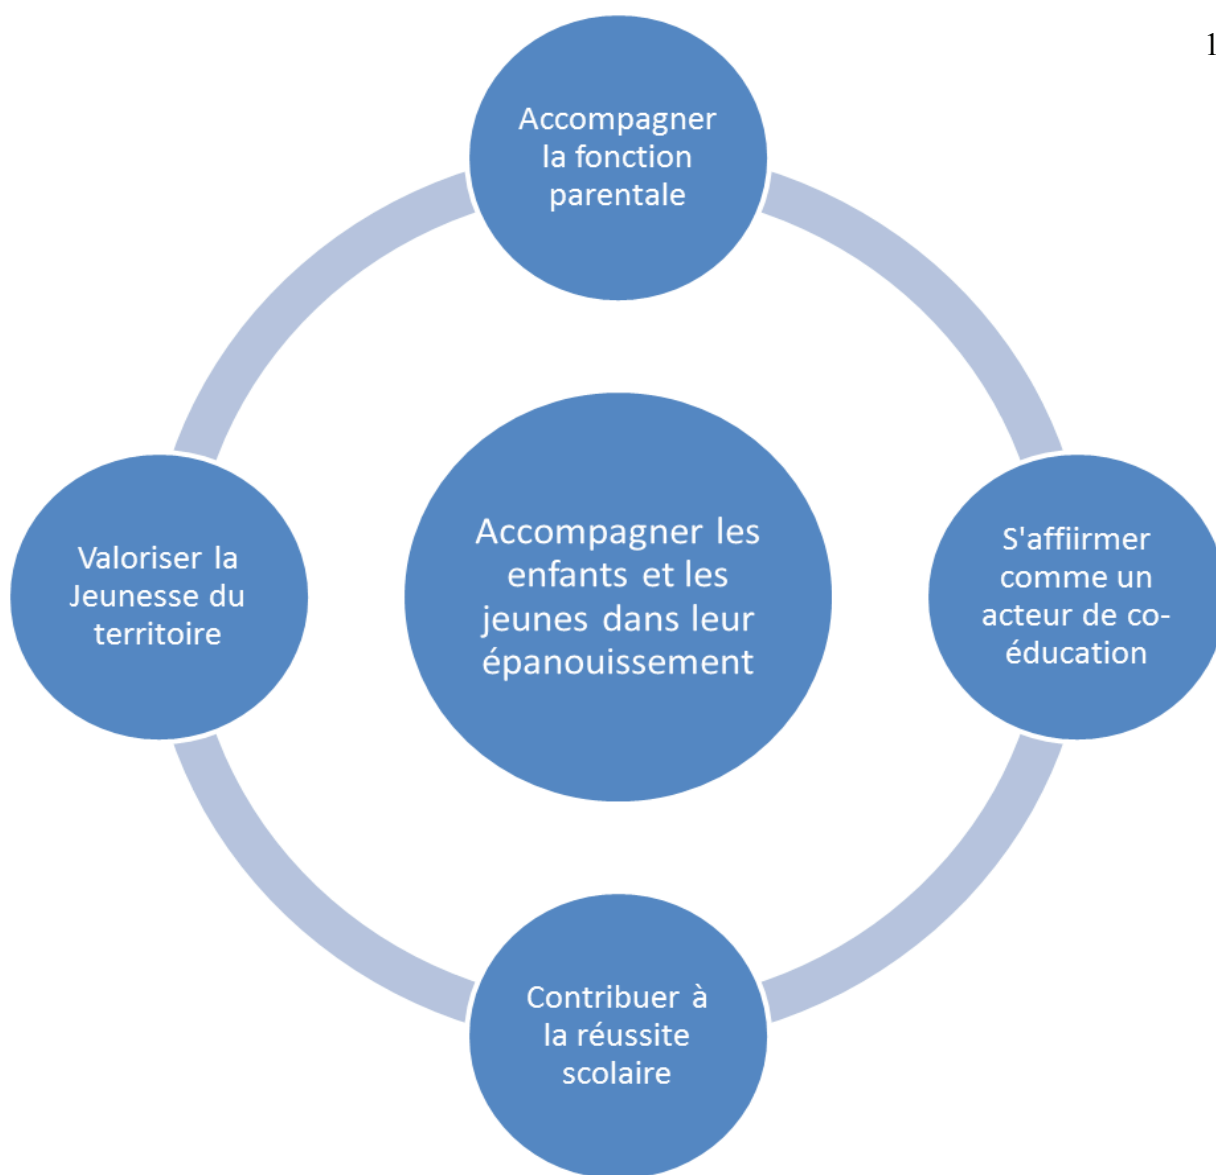 1
Accompagner
la fonction
parentale
Accompagner les
enfants et les
jeunes dans leur
épanouissement
S'affiirmer
comme un
acteur de co-
éducation
Valoriser la
Jeunesse du
territoire
Contribuer à
la réussite
scolaire